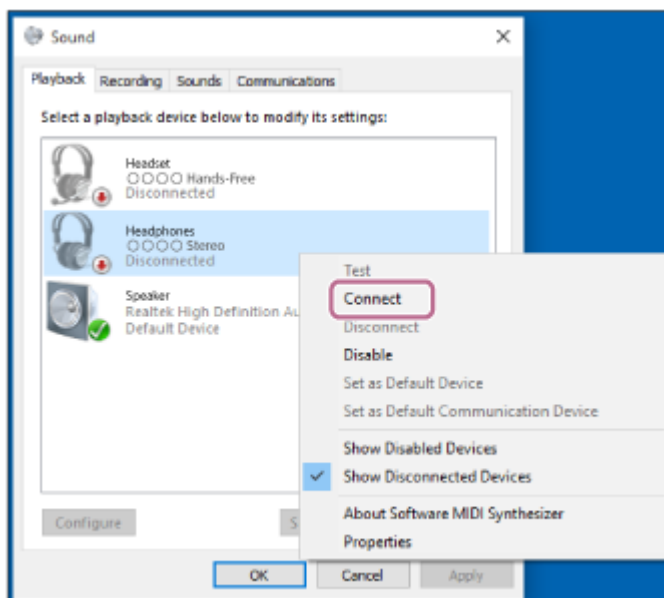 Sound
Playback Recording Sounds Communications
Select a playback device below to modify its settings:
Headset
○○○○ Hands-Free
Disconnected
Headphones
○○○○ Stereo
Disconnected
Speaker
Realtek High Definition
Default Device
Test
Connect
Disconnect
Disable
Set as Default Device
Set as Default Communication Device
Show Disabled Devices
Show Disconnected Devices
About Software MIDI Synthesizer
Properties
Configure
OK Cancel Apply